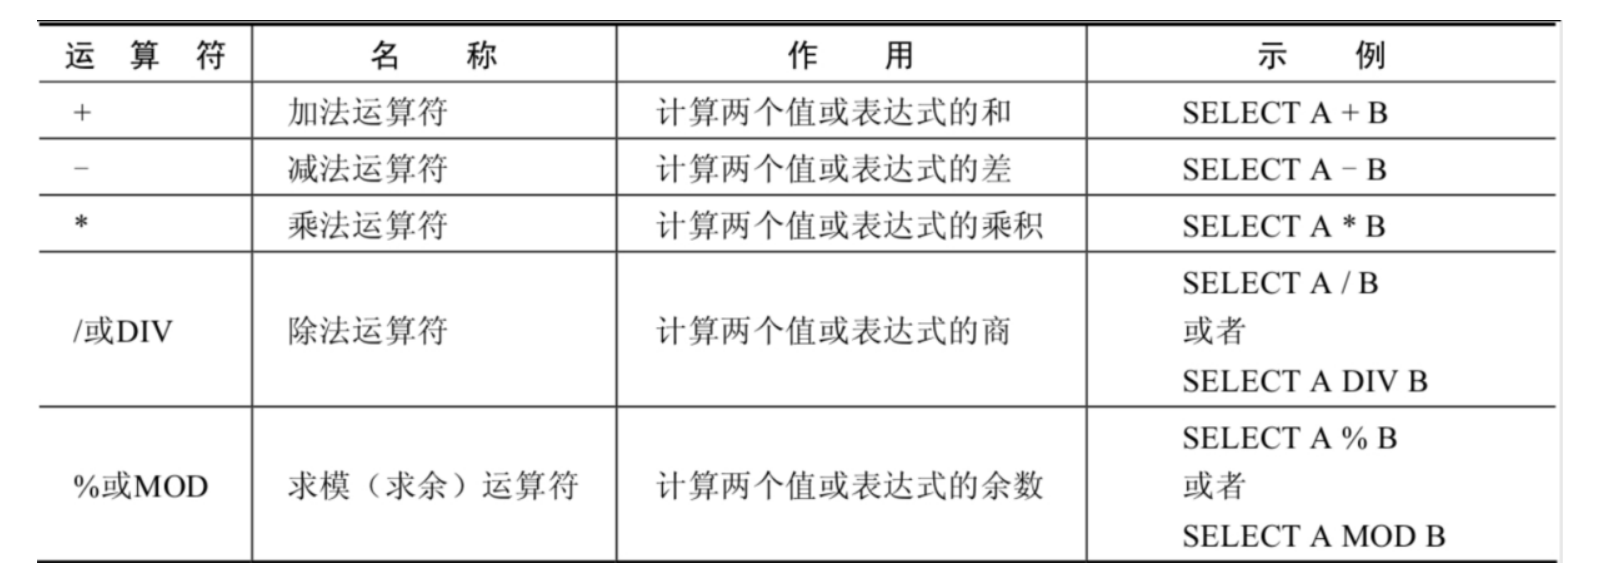 运 算 符 名 称 作 用 示 例
+ 加法运算符 计算两个值或表达式的和 SELECT A + B
- 减法运算符 计算两个值或表达式的差 SELECT A - B
* 乘法运算符 计算两个值或表达式的乘积 SELECT A * B
/或DIV 除法运算符 计算两个值或表达式的商 SELECT A / B
或者
SELECT A DIV B
%或MOD 求模（求余）运算符 计算两个值或表达式的余数 SELECT A % B
或者
SELECT A MOD B